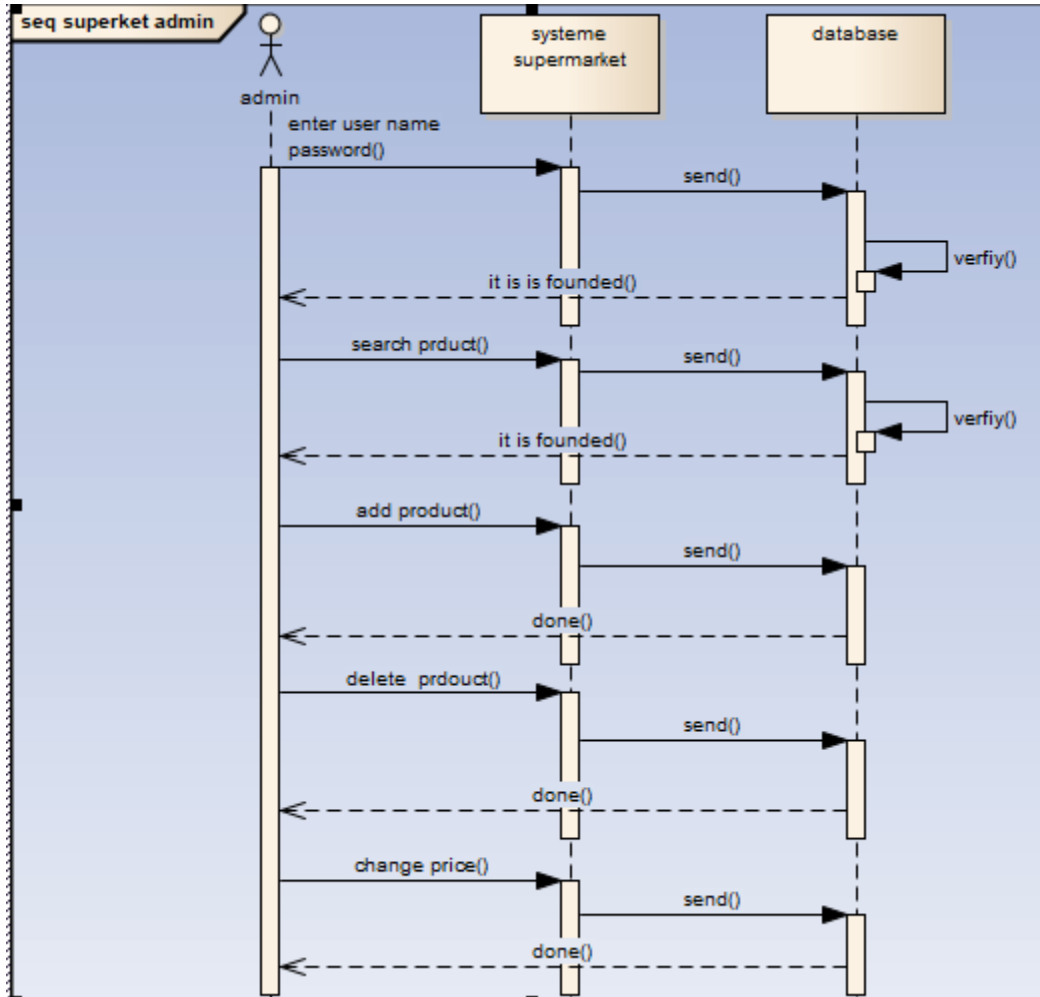 seq superket admin
systeme
supermarket
database
admin
enter user name
password()
send()
verfiy()
it is is founded()
search prduct()
send()
verfiy()
it is founded()
add product()
send()
done()
delete  prdouct()
send()
done()
change price()
send()
done()